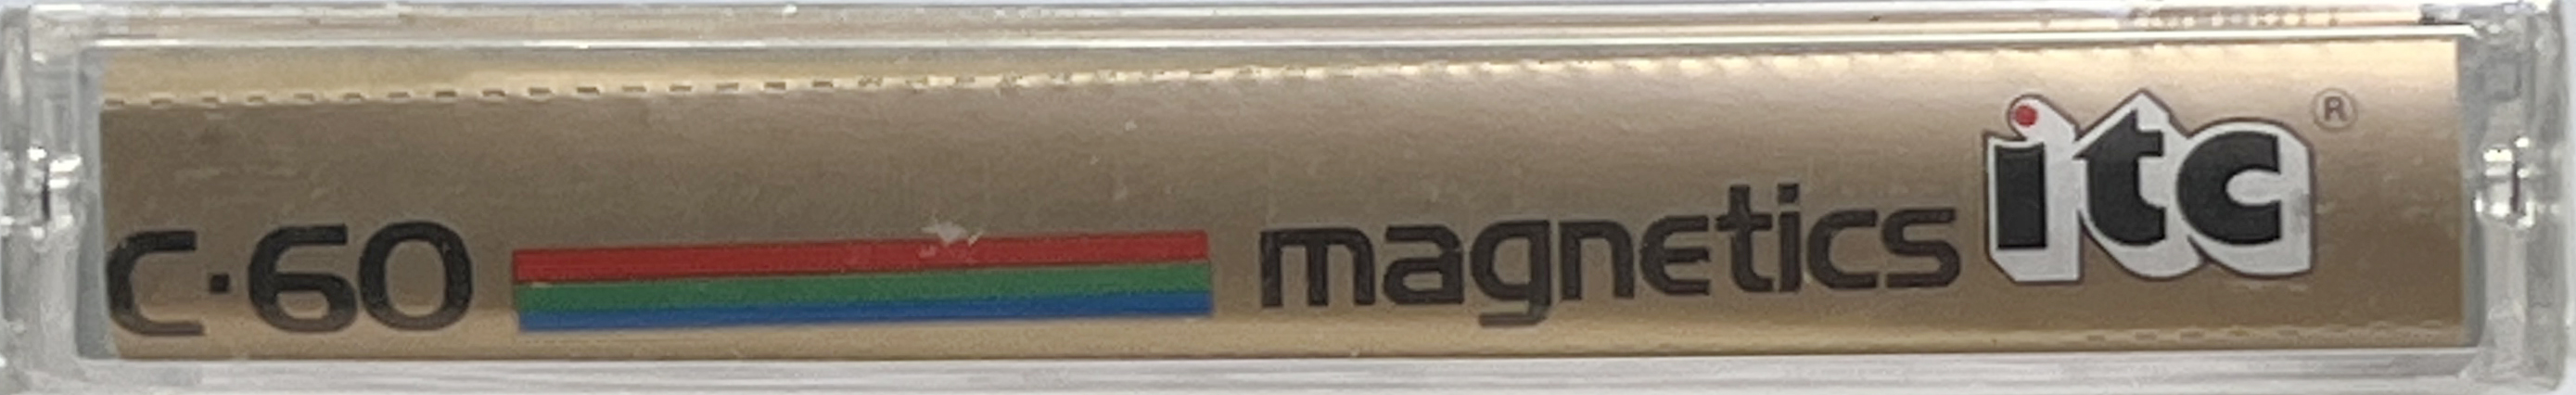 C·60 magnetics itc ®